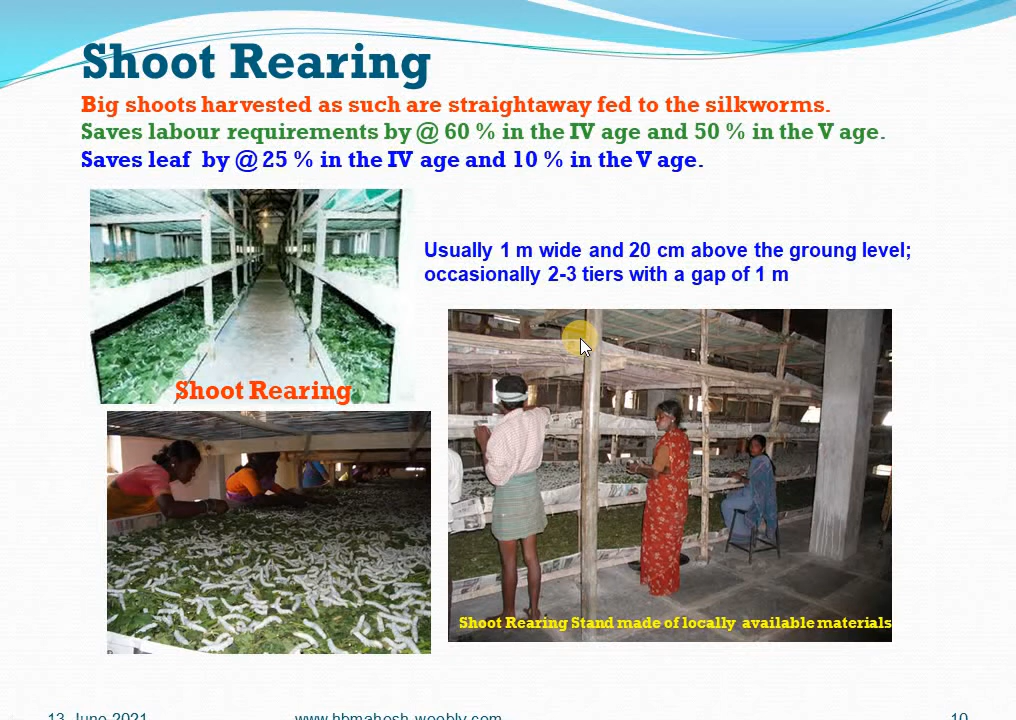 Shoot Rearing
Big shoots harvested as such are straightaway fed to the silkworms.
Saves labour requirements by @ 60 % in the IV age and 50 % in the V age.
Saves leaf by @ 25 % in the IV age and 10 % in the V age.
Usually 1 m wide and 20 cm above the groung level;
occasionally 2-3 tiers with a gap of 1 m
Shoot Rearing
Shoot Rearing Stand made of locally available materials
13 June 2021
www.hbmahesh.weebly.com
10